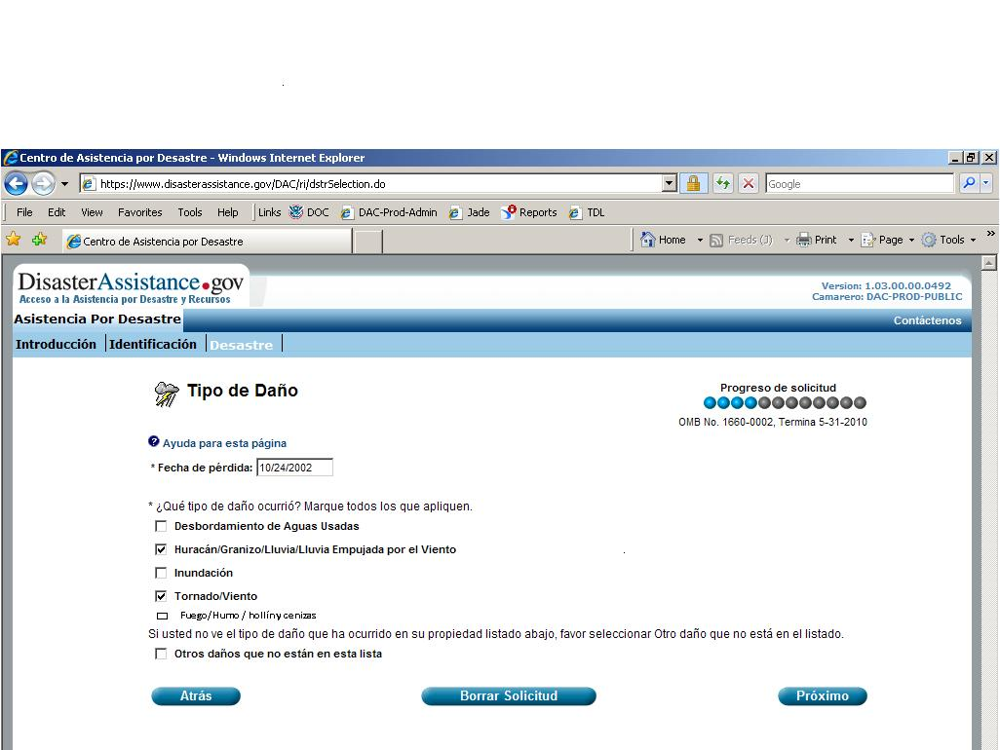 Centro de Asistencia por Desastre - Windows Internet Explorer
https://www.disasterassistance.gov/DAC/ri/dstrSelection.do
Google
File Edit View Favorites Tools Help Links DOC DAC-Prod-Admin Jade Reports TDL
Centro de Asistencia por Desastre Home Feeds (J) Print Page Tools »
DisasterAssistance.gov
Acceso a la Asistencia por Desastre y Recursos
Version: 1.03.00.00.0492
Camarero: DAC-PROD-PUBLIC
Asistencia Por Desastre Contáctenos
Introducción Identificación Desastre
Tipo de Daño
Progreso de solicitud
OMB No. 1660-0002, Termina 5-31-2010
? Ayuda para esta página
* Fecha de pérdida: 10/24/2002
* ¿Qué tipo de daño ocurrió? Marque todos los que apliquen.
Desbordamiento de Aguas Usadas
Huracán/Granizo/Lluvia/Lluvia Empujada por el Viento
Inundación
Tornado/Viento
Fuego/Humo / hollín y cenizas
Si usted no ve el tipo de daño que ha ocurrido en su propiedad listado abajo, favor seleccionar Otro daño que no está en el listado.
Otros daños que no están en esta lista
Atrás Borrar Solicitud Próximo